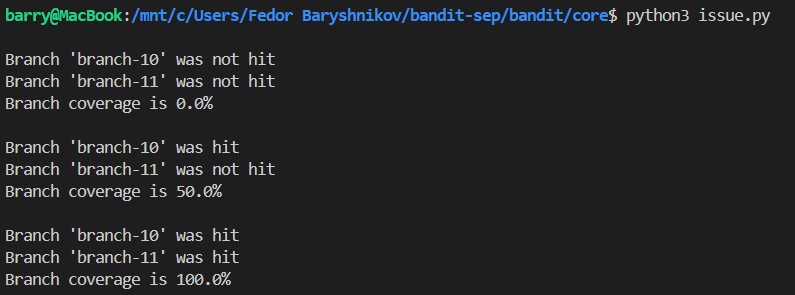 barry@MacBook:/mnt/c/Users/Fedor Baryshnikov/bandit-sep/bandit/core$ python3 issue.py
Branch 'branch-10' was not hit
Branch 'branch-11' was not hit
Branch coverage is 0.0%
Branch 'branch-10' was hit
Branch 'branch-11' was not hit
Branch coverage is 50.0%
Branch 'branch-10' was hit
Branch 'branch-11' was hit
Branch coverage is 100.0%